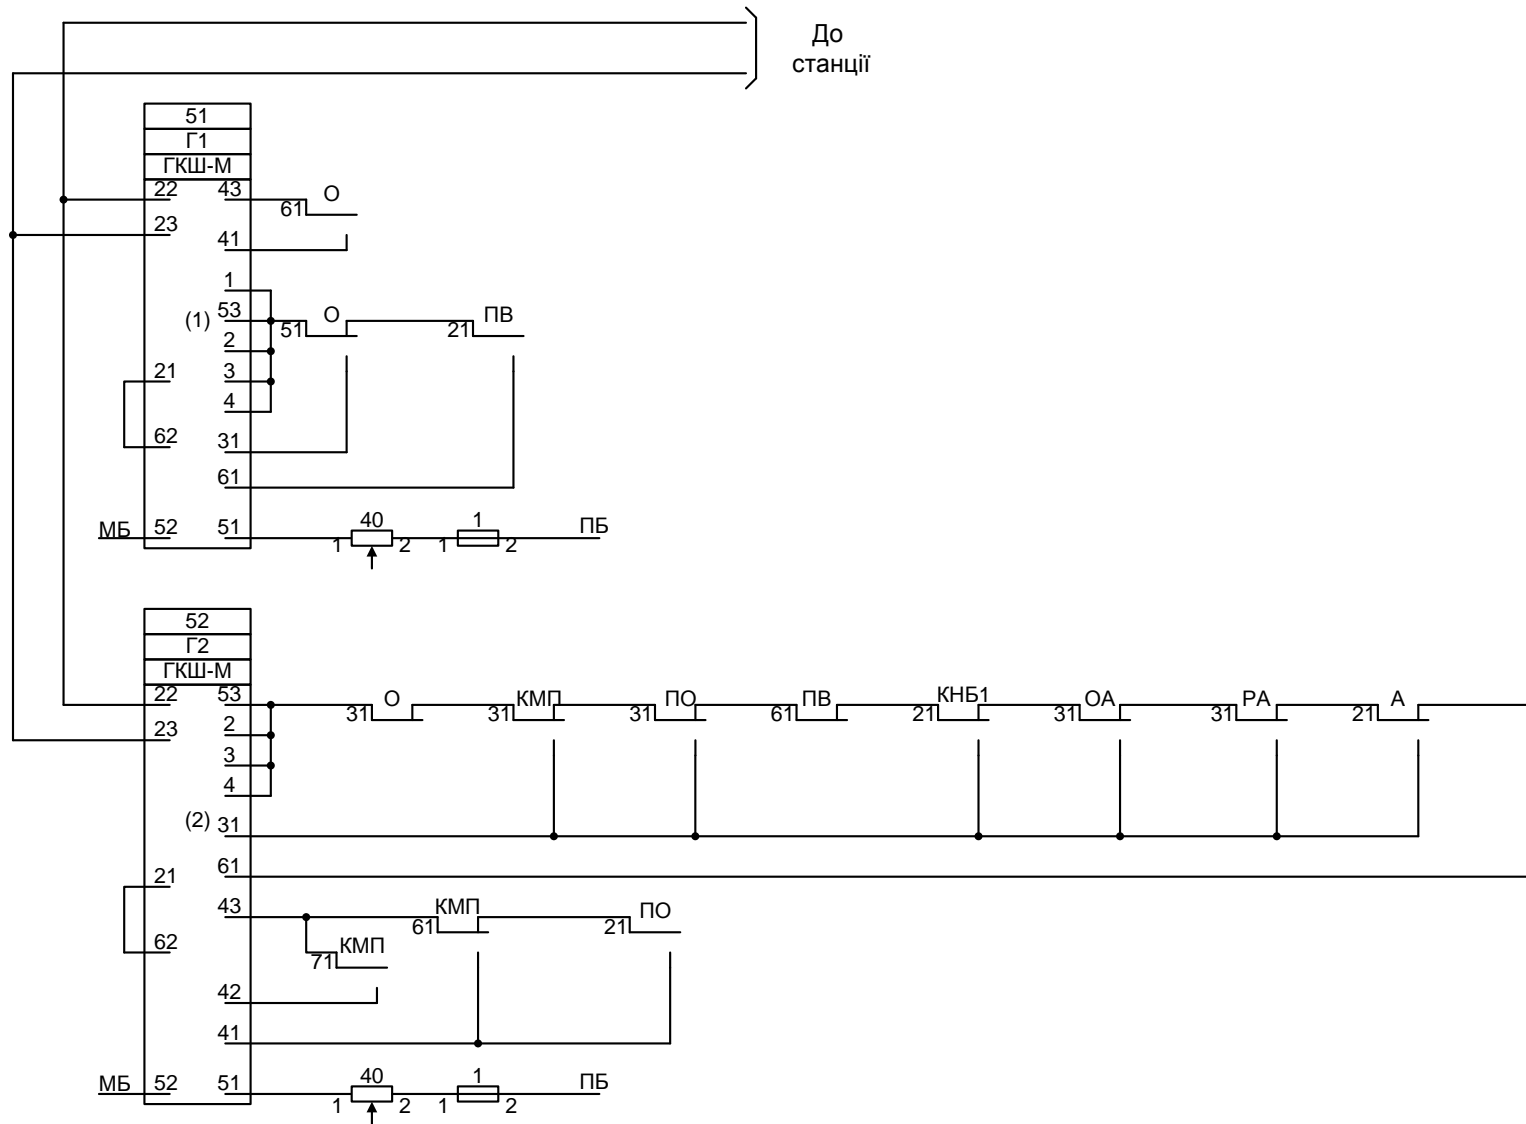 До
станції
51
Г1
ГКШ-М
22 43 О
61
23 41
1
(1) 53 О ПВ
51 21
2
21 3
4
62 31
61
МБ 52 51 40 1 ПБ
1 2 1 2
52
Г2
ГКШ-М
22 53 О КМП ПО ПВ КНБ1 ОА РА А
31 31 31 61 21 31 31 21
23 2
3
4
(2) 31
21 61
43 КМП ПО
61 21
62 КМП
71
42
41
МБ 52 51 40 1 ПБ
1 2 1 2